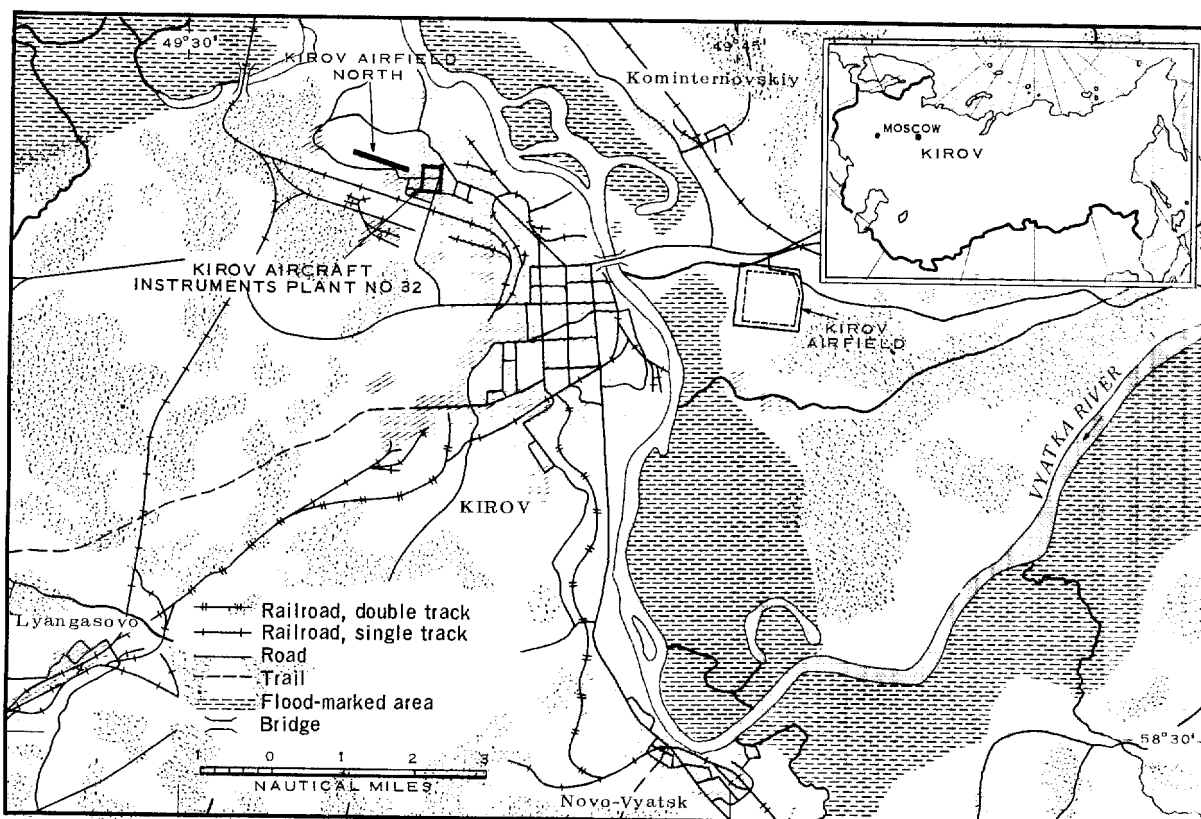 49°30'
49°45'
KIROV AIRFIELD
NORTH
Kominternovskiy
MOSCOW
KIROV
KIROV AIRCRAFT
INSTRUMENTS PLANT NO 32
KIROV
AIRFIELD
VYATKA RIVER
KIROV
Lyangasovo
Railroad, double track
Railroad, single track
Road
Trail
Flood-marked area
Bridge
1 0 1 2 3
NAUTICAL MILES
58°30'
Novo-Vyatsk